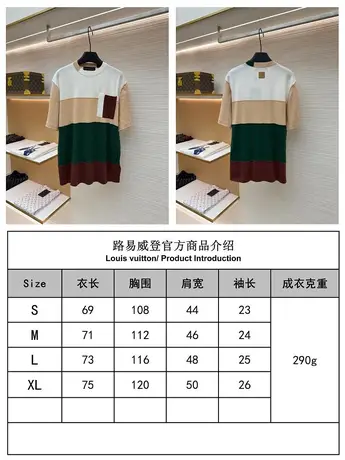 路易威登官方商品介绍
Louis vuitton/ Product Introduction
Size 衣长 胸围 肩宽 袖长 成衣克重
S 69 108 44 23
M 71 112 46 24
L 73 116 48 25
XL 75 120 50 26
290g